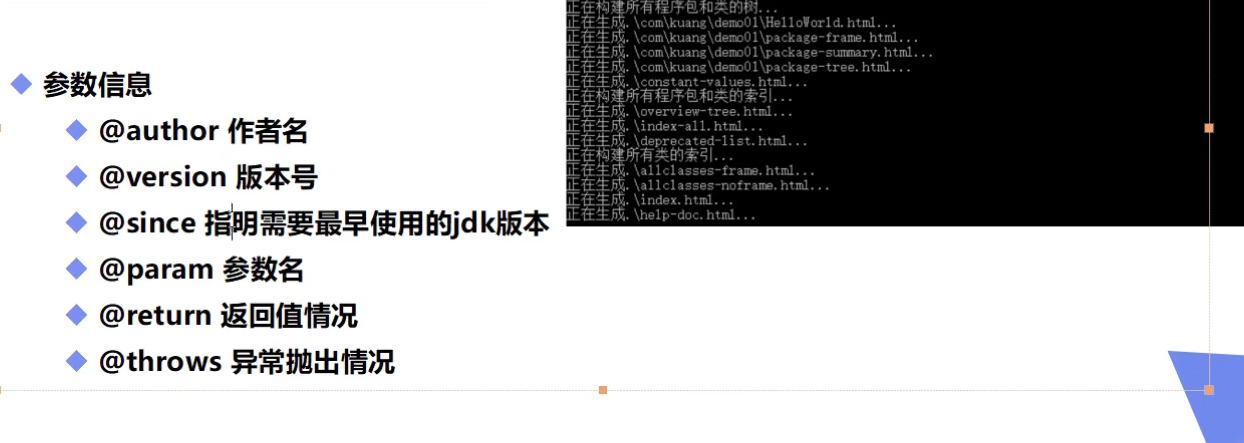 参数信息
@author 作者名
@version 版本号
@since 指明需要最早使用的jdk版本
@param 参数名
@return 返回值情况
@throws 异常抛出情况
正在构建所有程序包和类的树...
正在生成.\com\kuang\demo01\HelloWorld.html...
正在生成.\com\kuang\demo01\package-frame.html...
正在生成.\com\kuang\demo01\package-summary.html...
正在生成.\com\kuang\demo01\package-tree.html...
正在生成.\constant-values.html...
正在构建所有程序包和类的索引...
正在生成.\overview-tree.html...
正在生成.\index-all.html...
正在生成.\deprecated-list.html...
正在构建所有类的索引...
正在生成.\allclasses-frame.html...
正在生成.\allclasses-noframe.html...
正在生成.\index.html...
正在生成.\help-doc.html...